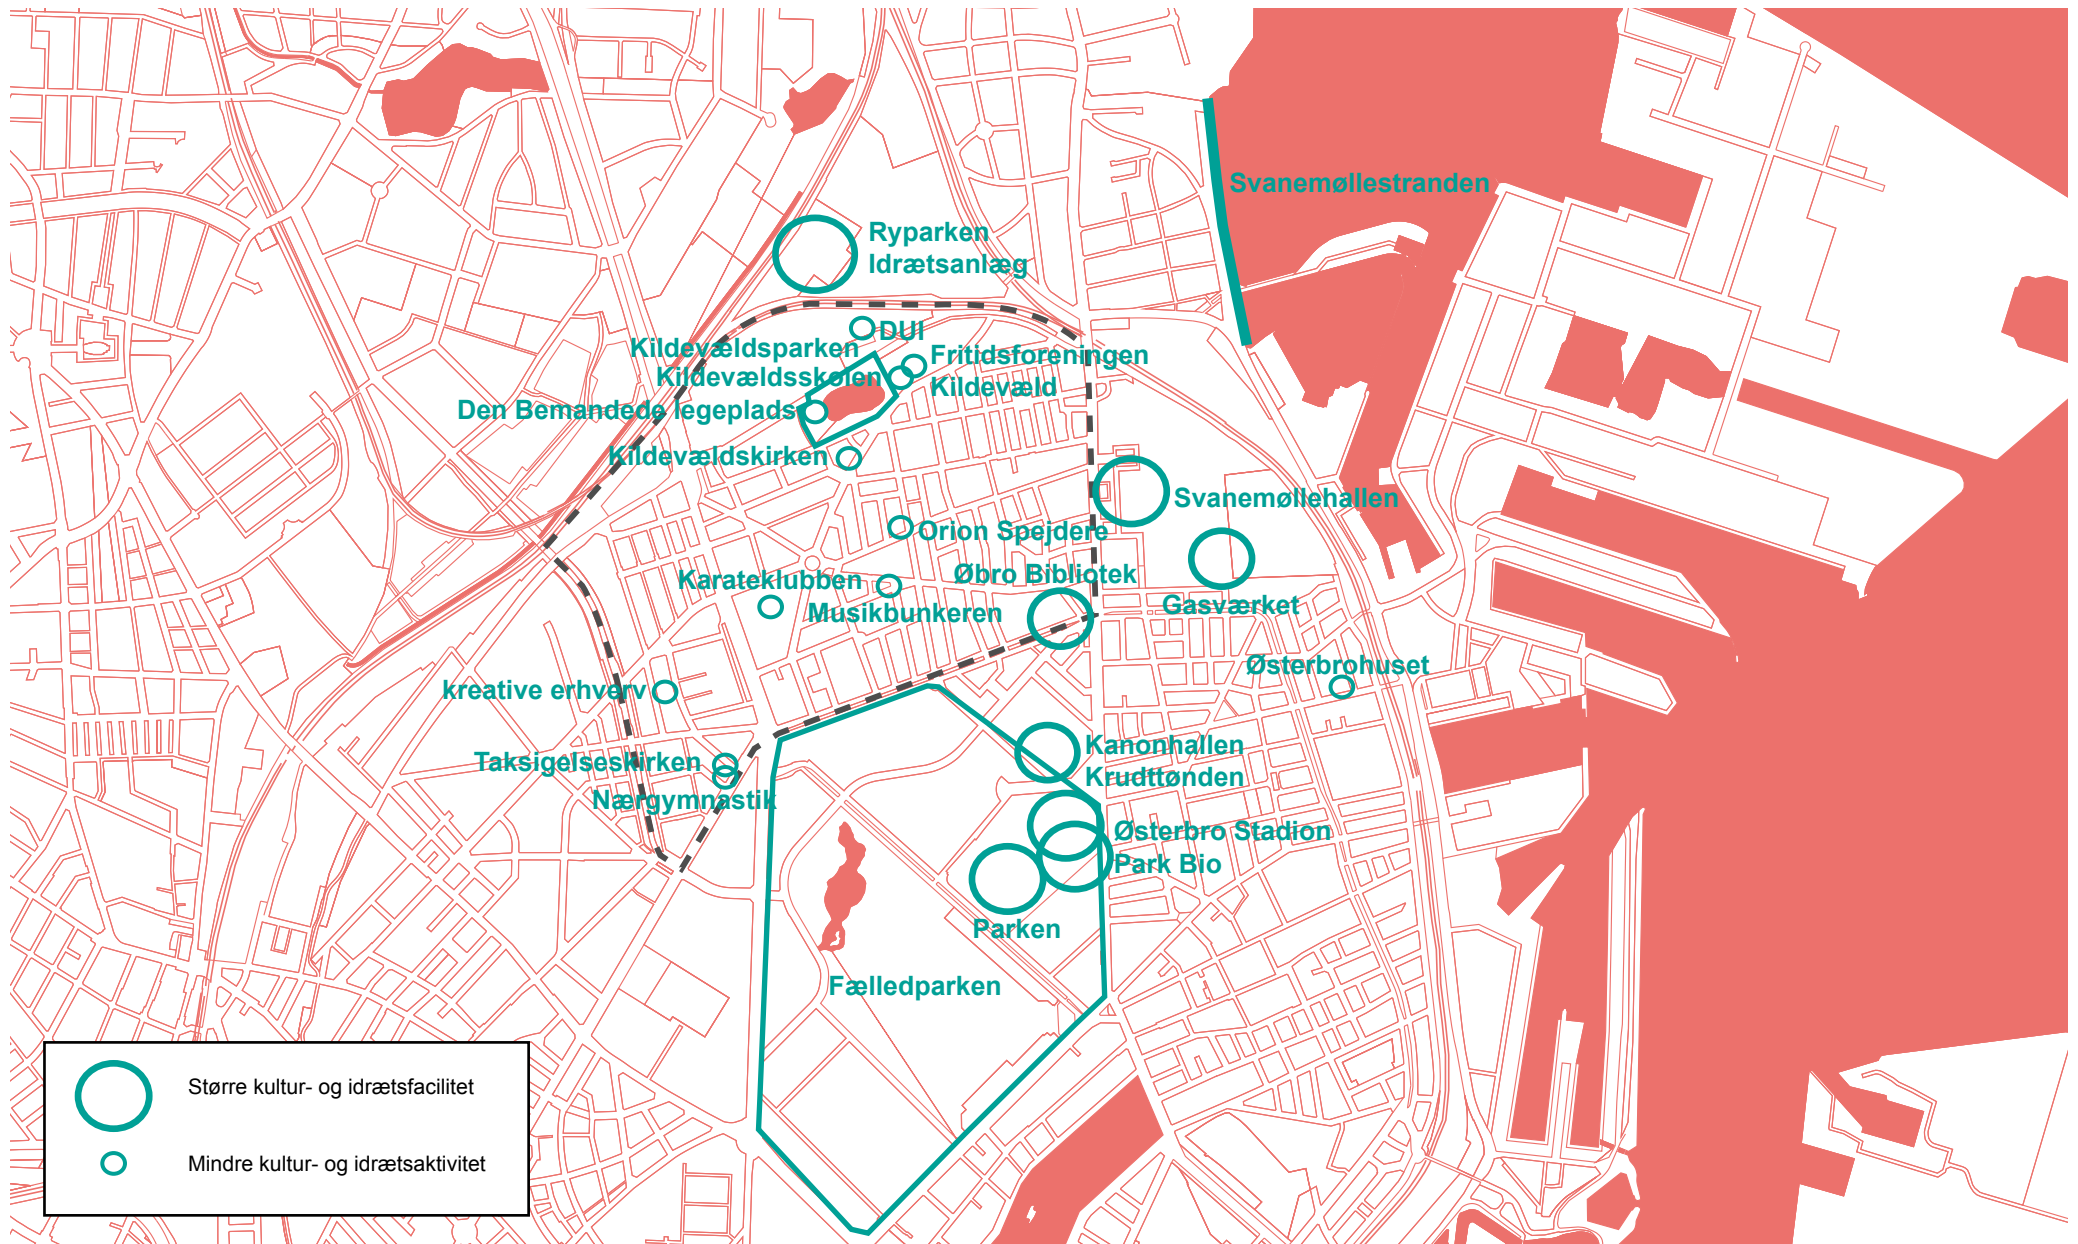 Svanemøllestranden
Ryparken
Idrætsanlæg
DUI
Kildevældsparken
Fritidsforeningen
Kildevæld
Kildevældsskolen
Den Bemandede legeplads
Kildevældskirken
Svanemøllehallen
Orion Spejdere
Øbro Bibliotek
Karateklubben
Gasværket
Musikbunkeren
Østerbrohuset
kreative erhverv
Kanonhallen
Krudttønden
Taksigelseskirken
Nærgymnastik
Østerbro Stadion
Park Bio
Parken
Fælledparken
Større kultur- og idrætsfacilitet
Mindre kultur- og idrætsaktivitet